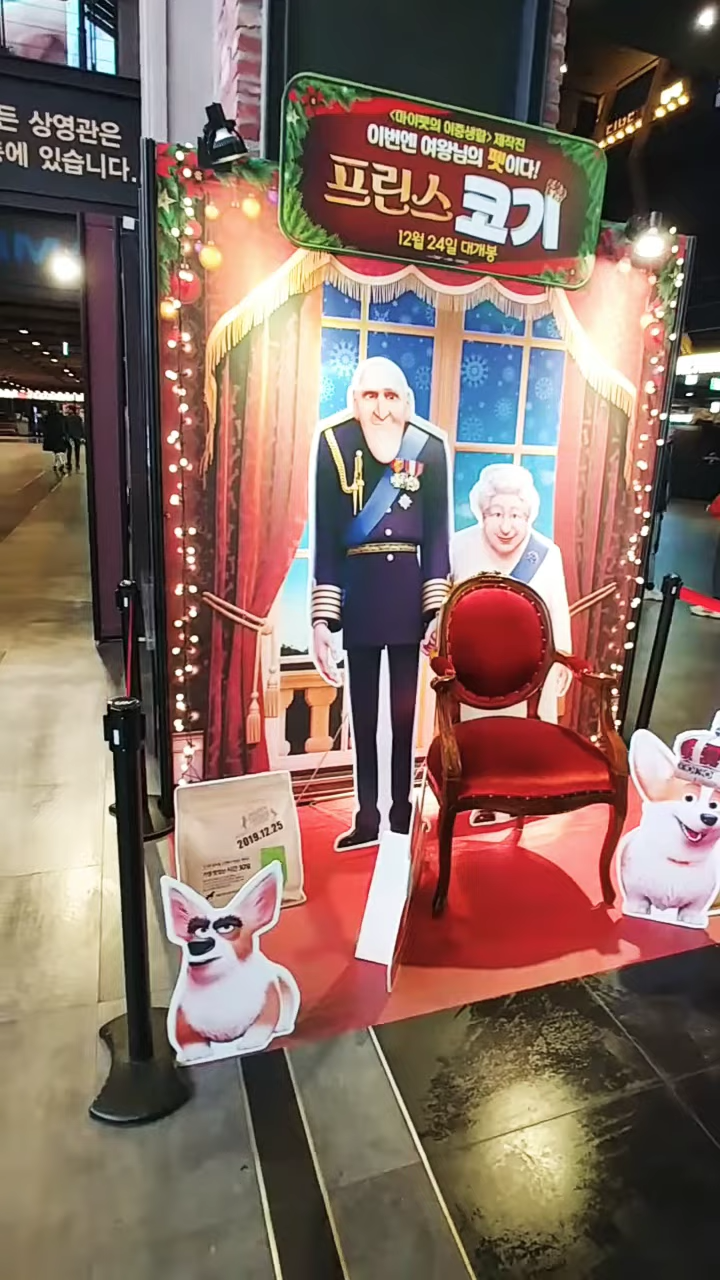 든 상영관은
층에 있습니다.
<마이펫의 이중생활> 제작진
이번엔 여왕님의 펫이다!
프린스 코기
12월 24일 대개봉
2019.12.25